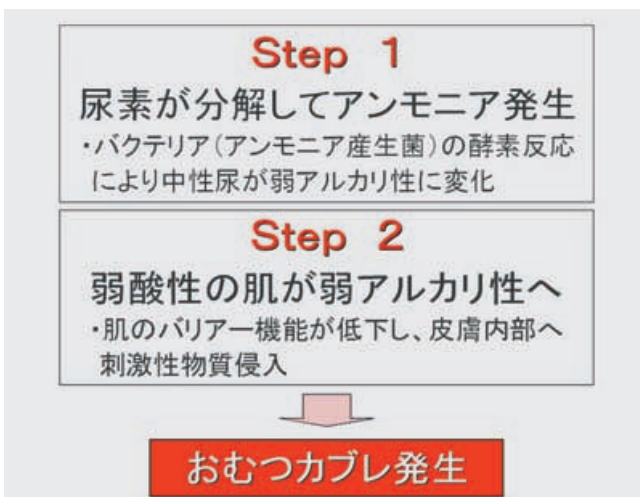 Step 1
尿素が分解してアンモニア発生
・バクテリア(アンモニア産生菌)の酵素反応
により中性尿が弱アルカリ性に変化
Step 2
弱酸性の肌が弱アルカリ性へ
・肌のバリアー機能が低下し、皮膚内部へ
刺激性物質侵入
おむつカブレ発生